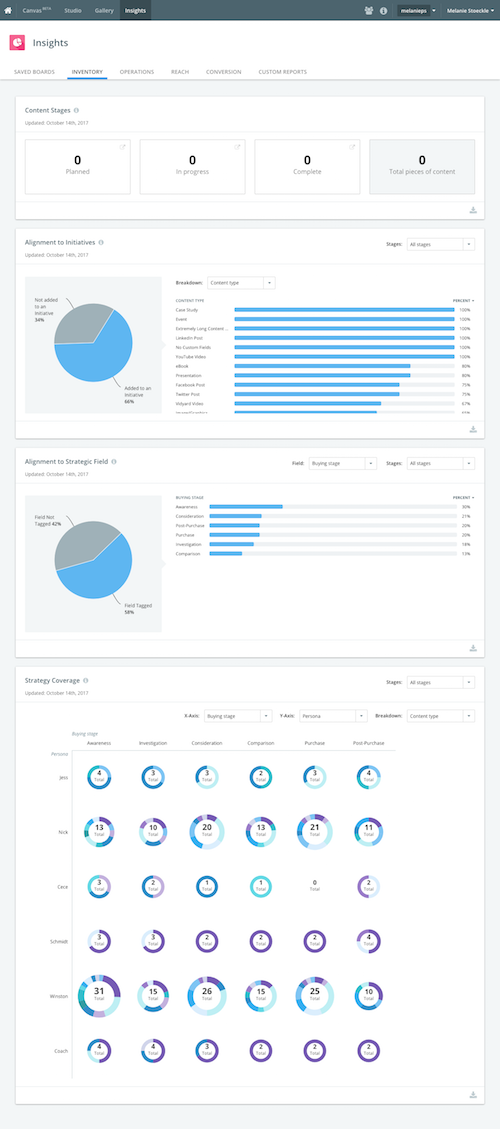 Canvas BETA Studio Gallery Insights melanieps Melanie Stoeckle
Insights
SAVED BOARDS INVENTORY OPERATIONS REACH CONVERSION CUSTOM REPORTS
Content Stages
Updated: October 14th, 2017
0 0 0 0
Planned In progress Complete Total pieces of content
Alignment to Initiatives
Stages: All stages
Updated: October 14th, 2017
Breakdown: Content type
Not added
to an
Initiative
34%
Added to an
Initiative
66%
CONTENT TYPE PERCENT
Case Study 100%
Event 100%
Extremely Long Content ... 100%
LinkedIn Post 100%
No Custom Fields 100%
YouTube Video 100%
eBook 80%
Presentation 80%
Facebook Post 75%
Twitter Post 75%
Vidyard Video 67%
Alignment to Strategic Field
Field: Buying stage Stages: All stages
Updated: October 14th, 2017
Field Not
Tagged 42%
Field Tagged
58%
BUYING STAGE PERCENT
Awareness 30%
Consideration 21%
Post-Purchase 20%
Purchase 20%
Investigation 18%
Comparison 13%
Strategy Coverage
Stages: All stages
Updated: October 14th, 2017
X-Axis: Buying stage Y-Axis: Persona Breakdown: Content type
Buying stage
Awareness Investigation Consideration Comparison Purchase Post-Purchase
Persona
Jess 4 Total 3 Total 3 Total 2 Total 3 Total 4 Total
Nick 13 Total 10 Total 20 Total 13 Total 21 Total 11 Total
Cece 3 Total 2 Total 1 Total 1 Total 0 Total 2 Total
Schmidt 3 Total 3 Total 2 Total 2 Total 2 Total 4 Total
Winston 31 Total 15 Total 26 Total 15 Total 25 Total 10 Total
Coach 4 Total 4 Total 3 Total 2 Total 2 Total 2 Total